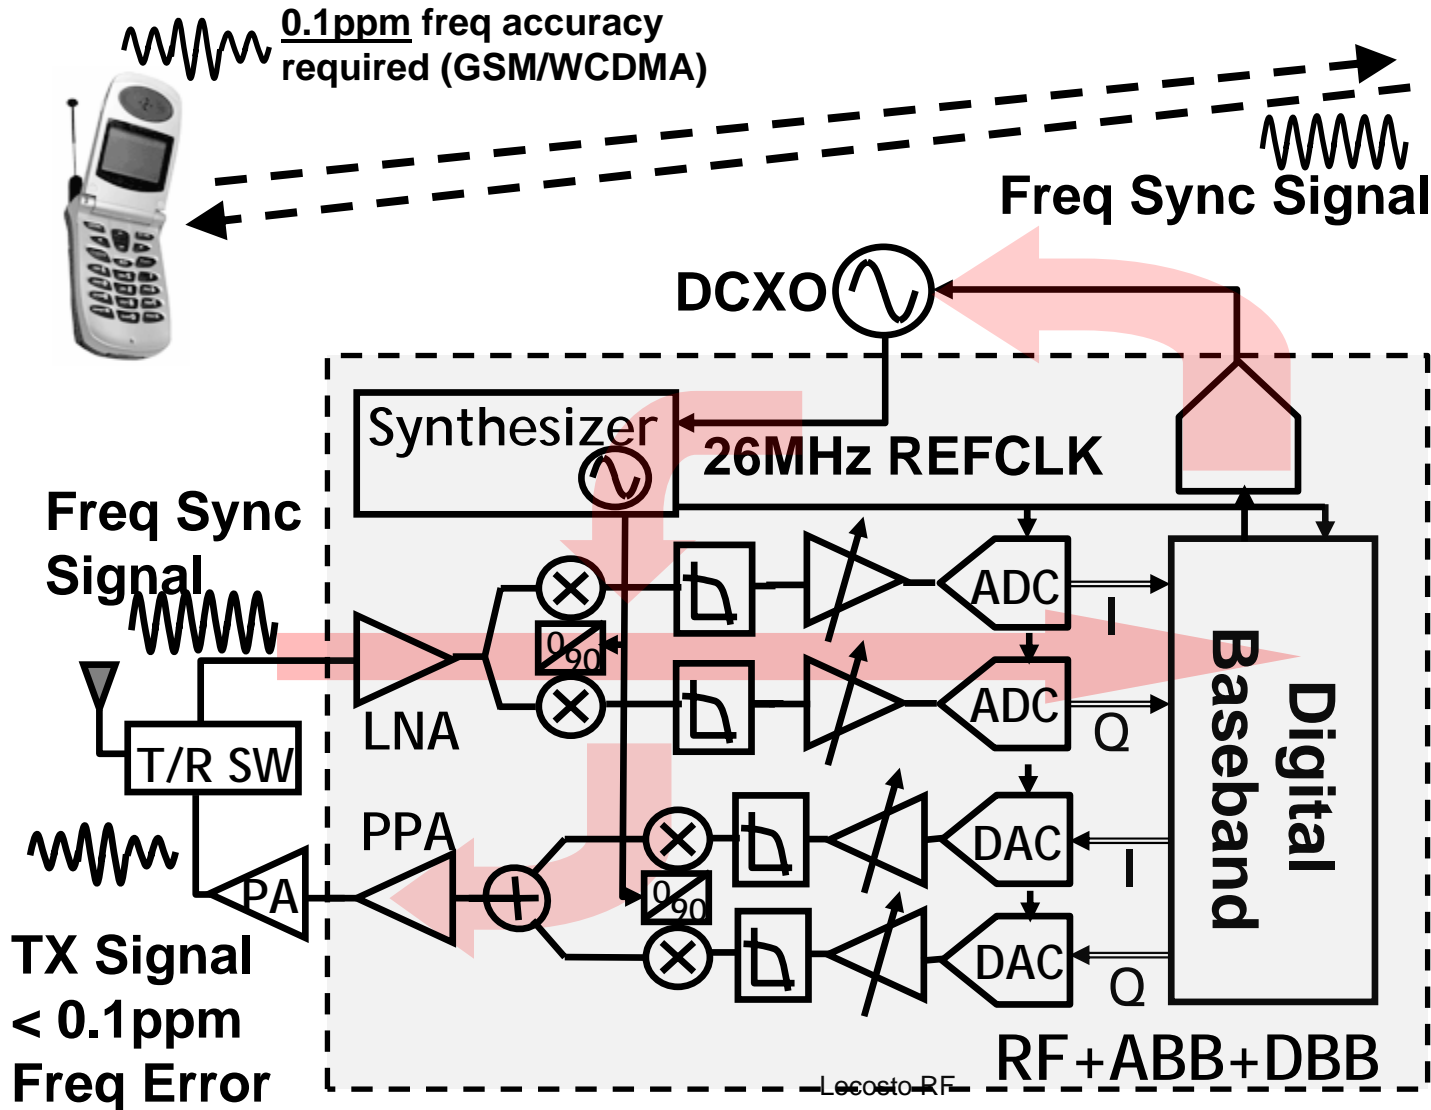 0.1ppm freq accuracy
required (GSM/WCDMA)
Freq Sync Signal
DCXO
Synthesizer
26MHz REFCLK
Freq Sync
Signal
ADC
I
0
90
LNA
ADC
Q
T/R SW
Digital
Baseband
PPA
DAC
I
PA
0
90
DAC
Q
TX Signal
< 0.1ppm
Freq Error
RF+ABB+DBB
Locosto RF